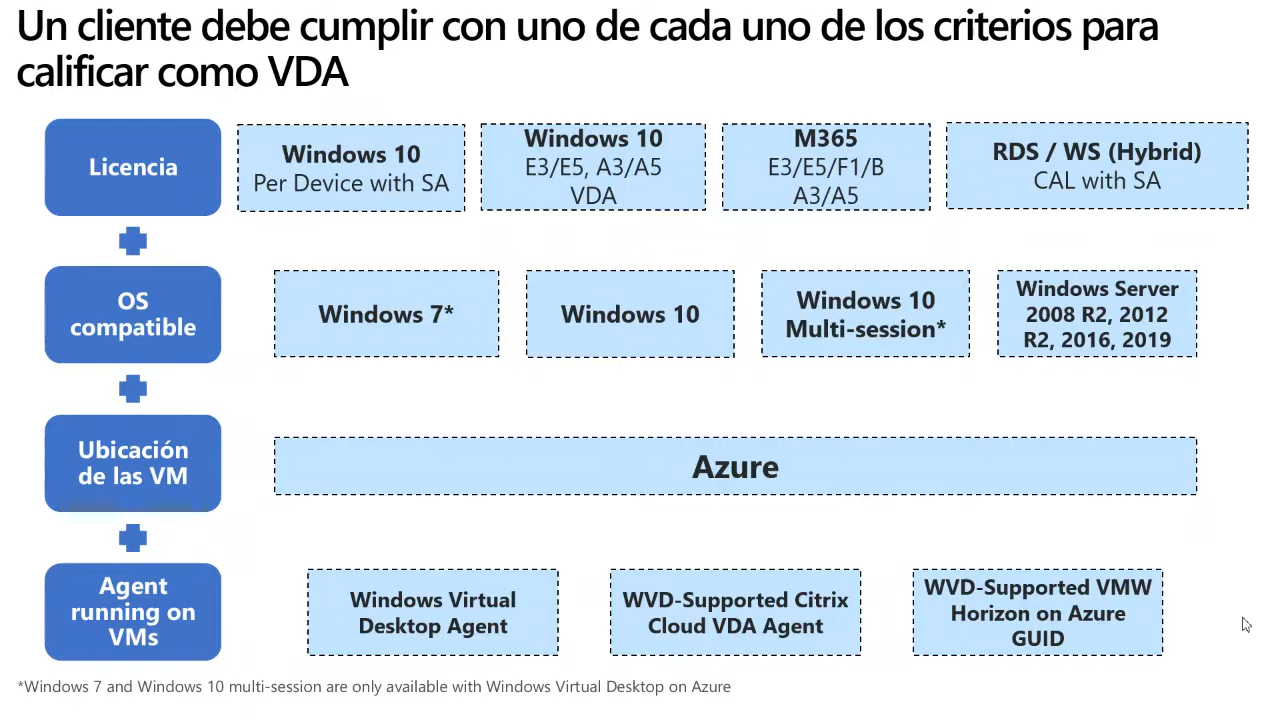 Un cliente debe cumplir con uno de cada uno de los criterios para
calificar como VDA
Licencia
Windows 10
Per Device with SA
Windows 10
E3/E5, A3/A5
VDA
M365
E3/E5/F1/B
A3/A5
RDS / WS (Hybrid)
CAL with SA
OS
compatible
Windows 7*
Windows 10
Windows 10
Multi-session*
Windows Server
2008 R2, 2012
R2, 2016, 2019
Ubicación
de las VM
Azure
Agent
running on
VMs
Windows Virtual
Desktop Agent
WVD-Supported Citrix
Cloud VDA Agent
WVD-Supported VMW
Horizon on Azure
GUID
*Windows 7 and Windows 10 multi-session are only available with Windows Virtual Desktop on Azure